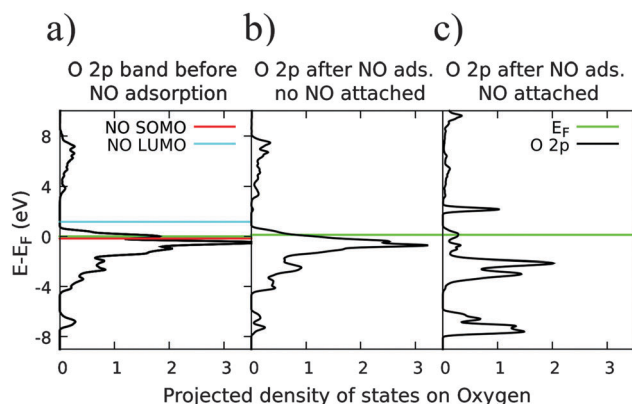 a)
b)
c)
O 2p band before
NO adsorption
O 2p after NO ads.
no NO attached
O 2p after NO ads.
NO attached
NO SOMO
NO LUMO
E_F
O 2p
E-E_F (eV)
8
4
0
-4
-8
0 1 2 3
0 1 2 3
0 1 2 3
Projected density of states on Oxygen